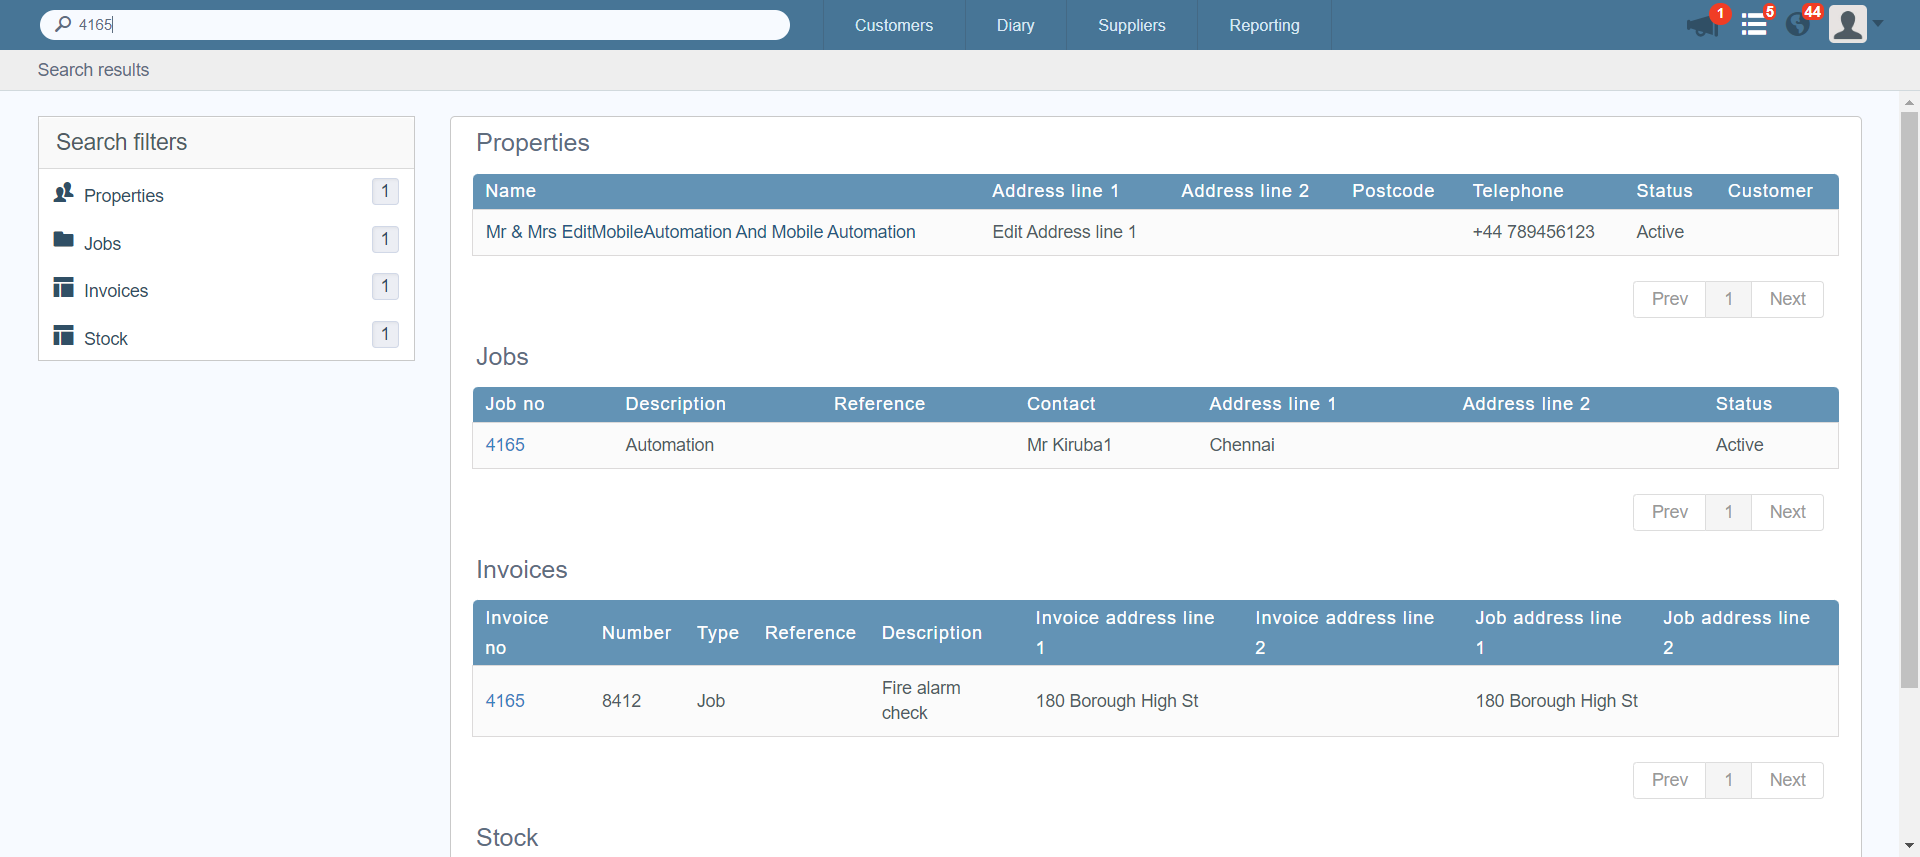 4165
Customers
Diary
Suppliers
Reporting
1
5
44
Search results
Search filters
Properties 1
Jobs 1
Invoices 1
Stock 1
Properties
Name Address line 1 Address line 2 Postcode Telephone Status Customer
Mr & Mrs EditMobileAutomation And Mobile Automation Edit Address line 1 +44 789456123 Active
Prev 1 Next
Jobs
Job no Description Reference Contact Address line 1 Address line 2 Status
4165 Automation Mr Kiruba1 Chennai Active
Prev 1 Next
Invoices
Invoice no Number Type Reference Description Invoice address line 1 Invoice address line 2 Job address line 1 Job address line 2
4165 8412 Job Fire alarm check 180 Borough High St 180 Borough High St
Prev 1 Next
Stock